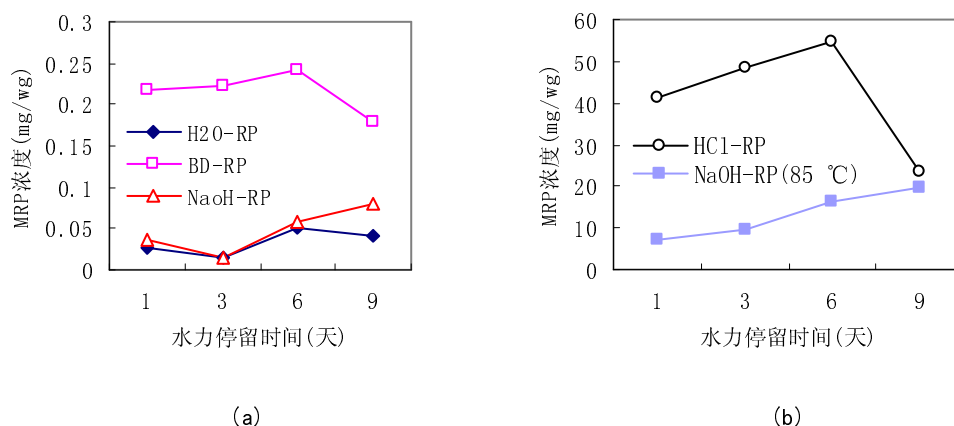 0.3
0.25
0.2
0.15
0.1
0.05
0
MRP浓度(mg/wg)
H2O-RP
BD-RP
NaoH-RP
1 3 6 9
水力停留时间(天)
(a)
60
50
40
30
20
10
0
MRP浓度(mg/wg)
HCl-RP
NaOH-RP(85 ℃)
1 3 6 9
水力停留时间(天)
(b)